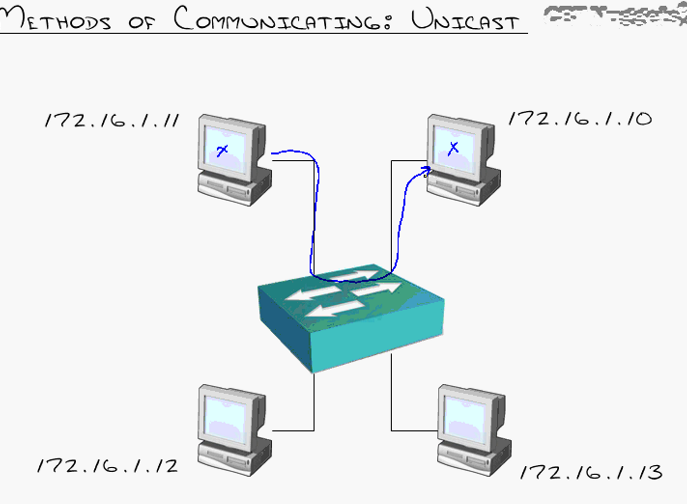 METHODS OF COMMUNICATING: UNICAST
172.16.1.11
172.16.1.10
x
x
172.16.1.12
172.16.1.13